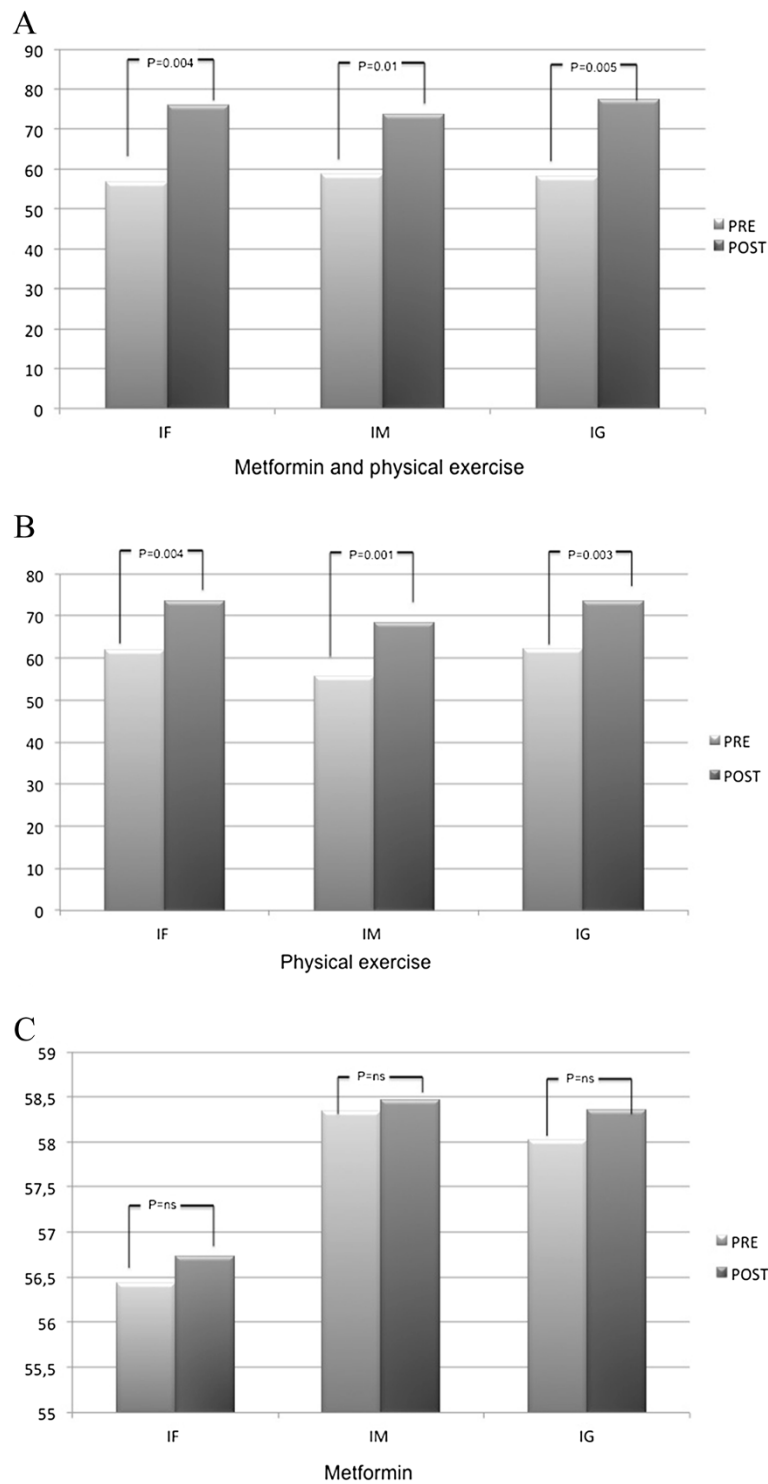 A
90
80
70
60
50
40
30
20
10
0
P=0.004
P=0.01
P=0.005
PRE
POST
IF
IM
IG
Metformin and physical exercise
B
80
70
60
50
40
30
20
10
0
P=0.004
P=0.001
P=0.003
PRE
POST
IF
IM
IG
Physical exercise
C
59
58,5
58
57,5
57
56,5
56
55,5
55
P=ns
P=ns
P=ns
PRE
POST
IF
IM
IG
Metformin